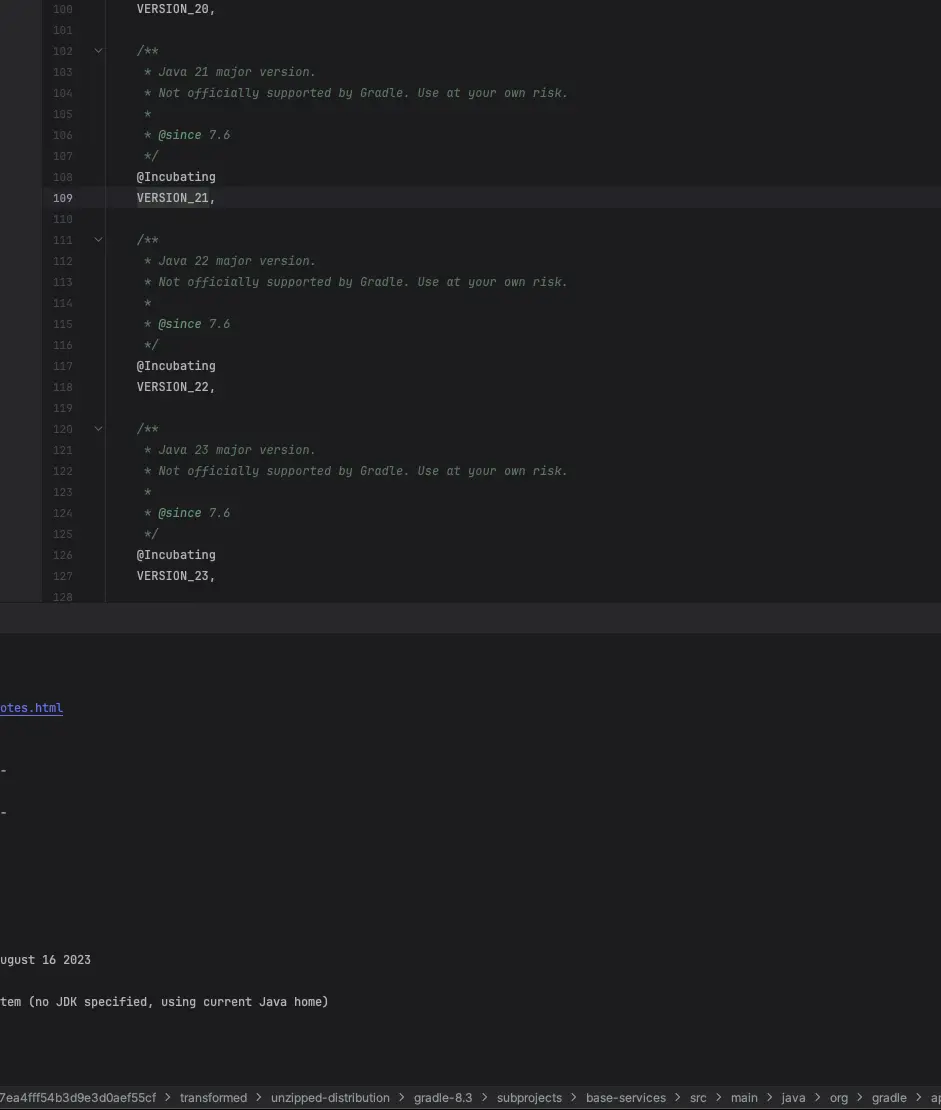 100 VERSION_20,
101
102 /**
103 * Java 21 major version.
104 * Not officially supported by Gradle. Use at your own risk.
105 *
106 * @since 7.6
107 */
108 @Incubating
109 VERSION_21,
110
111 /**
112 * Java 22 major version.
113 * Not officially supported by Gradle. Use at your own risk.
114 *
115 * @since 7.6
116 */
117 @Incubating
118 VERSION_22,
119
120 /**
121 * Java 23 major version.
122 * Not officially supported by Gradle. Use at your own risk.
123 *
124 * @since 7.6
125 */
126 @Incubating
127 VERSION_23,
128
otes.html
-
-
ugust 16 2023
tem (no JDK specified, using current Java home)
7ea4fff54b3d9e3d0aef55cf > transformed > unzipped-distribution > gradle-8.3 > subprojects > base-services > src > main > java > org > gradle > ap